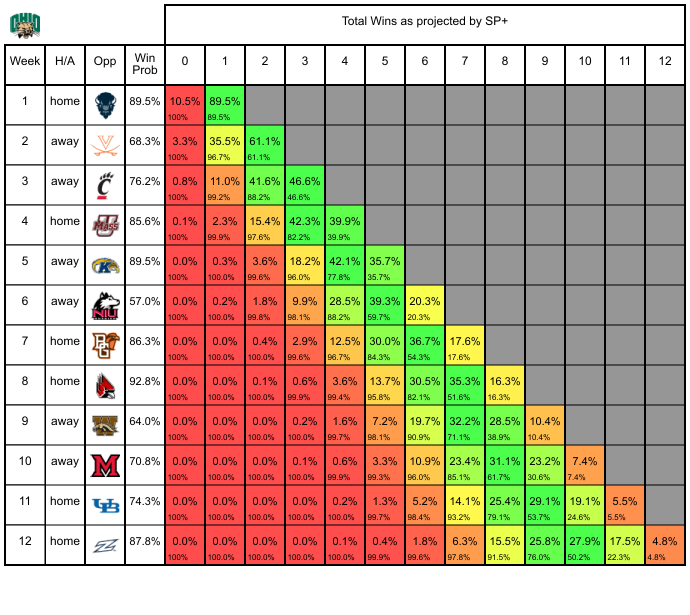 OHIO
Total Wins as projected by SP+
Week H/A Opp Win Prob 0 1 2 3 4 5 6 7 8 9 10 11 12
1 home 89.5% 10.5% 89.5%
100% 89.5%
2 away 68.3% 3.3% 35.5% 61.1%
100% 96.7% 61.1%
3 away C 76.2% 0.8% 11.0% 41.6% 46.6%
100% 99.2% 88.2% 46.6%
4 home Mass 85.6% 0.1% 2.3% 15.4% 42.3% 39.9%
100% 99.9% 97.6% 82.2% 39.9%
5 away K 89.5% 0.0% 0.3% 3.6% 18.2% 42.1% 35.7%
100% 100.0% 99.6% 96.0% 77.8% 35.7%
6 away NIU 57.0% 0.0% 0.2% 1.8% 9.9% 28.5% 39.3% 20.3%
100% 100.0% 99.8% 98.1% 88.2% 59.7% 20.3%
7 home BG 86.3% 0.0% 0.0% 0.4% 2.9% 12.5% 30.0% 36.7% 17.6%
100% 100.0% 100.0% 99.6% 96.7% 84.3% 54.3% 17.6%
8 home 92.8% 0.0% 0.0% 0.1% 0.6% 3.6% 13.7% 30.5% 35.3% 16.3%
100% 100.0% 100.0% 99.9% 99.4% 95.8% 82.1% 51.6% 16.3%
9 away W 64.0% 0.0% 0.0% 0.0% 0.2% 1.6% 7.2% 19.7% 32.2% 28.5% 10.4%
100% 100.0% 100.0% 100.0% 99.7% 98.1% 90.9% 71.1% 38.9% 10.4%
10 away M 70.8% 0.0% 0.0% 0.0% 0.1% 0.6% 3.3% 10.9% 23.4% 31.1% 23.2% 7.4%
100% 100.0% 100.0% 100.0% 99.9% 99.3% 96.0% 85.1% 61.7% 30.6% 7.4%
11 home UB 74.3% 0.0% 0.0% 0.0% 0.0% 0.2% 1.3% 5.2% 14.1% 25.4% 29.1% 19.1% 5.5%
100% 100.0% 100.0% 100.0% 100.0% 99.7% 98.4% 93.2% 79.1% 53.7% 24.6% 5.5%
12 home Z 87.8% 0.0% 0.0% 0.0% 0.0% 0.1% 0.4% 1.8% 6.3% 15.5% 25.8% 27.9% 17.5% 4.8%
100% 100.0% 100.0% 100.0% 100.0% 99.9% 99.6% 97.8% 91.5% 76.0% 50.2% 22.3% 4.8%